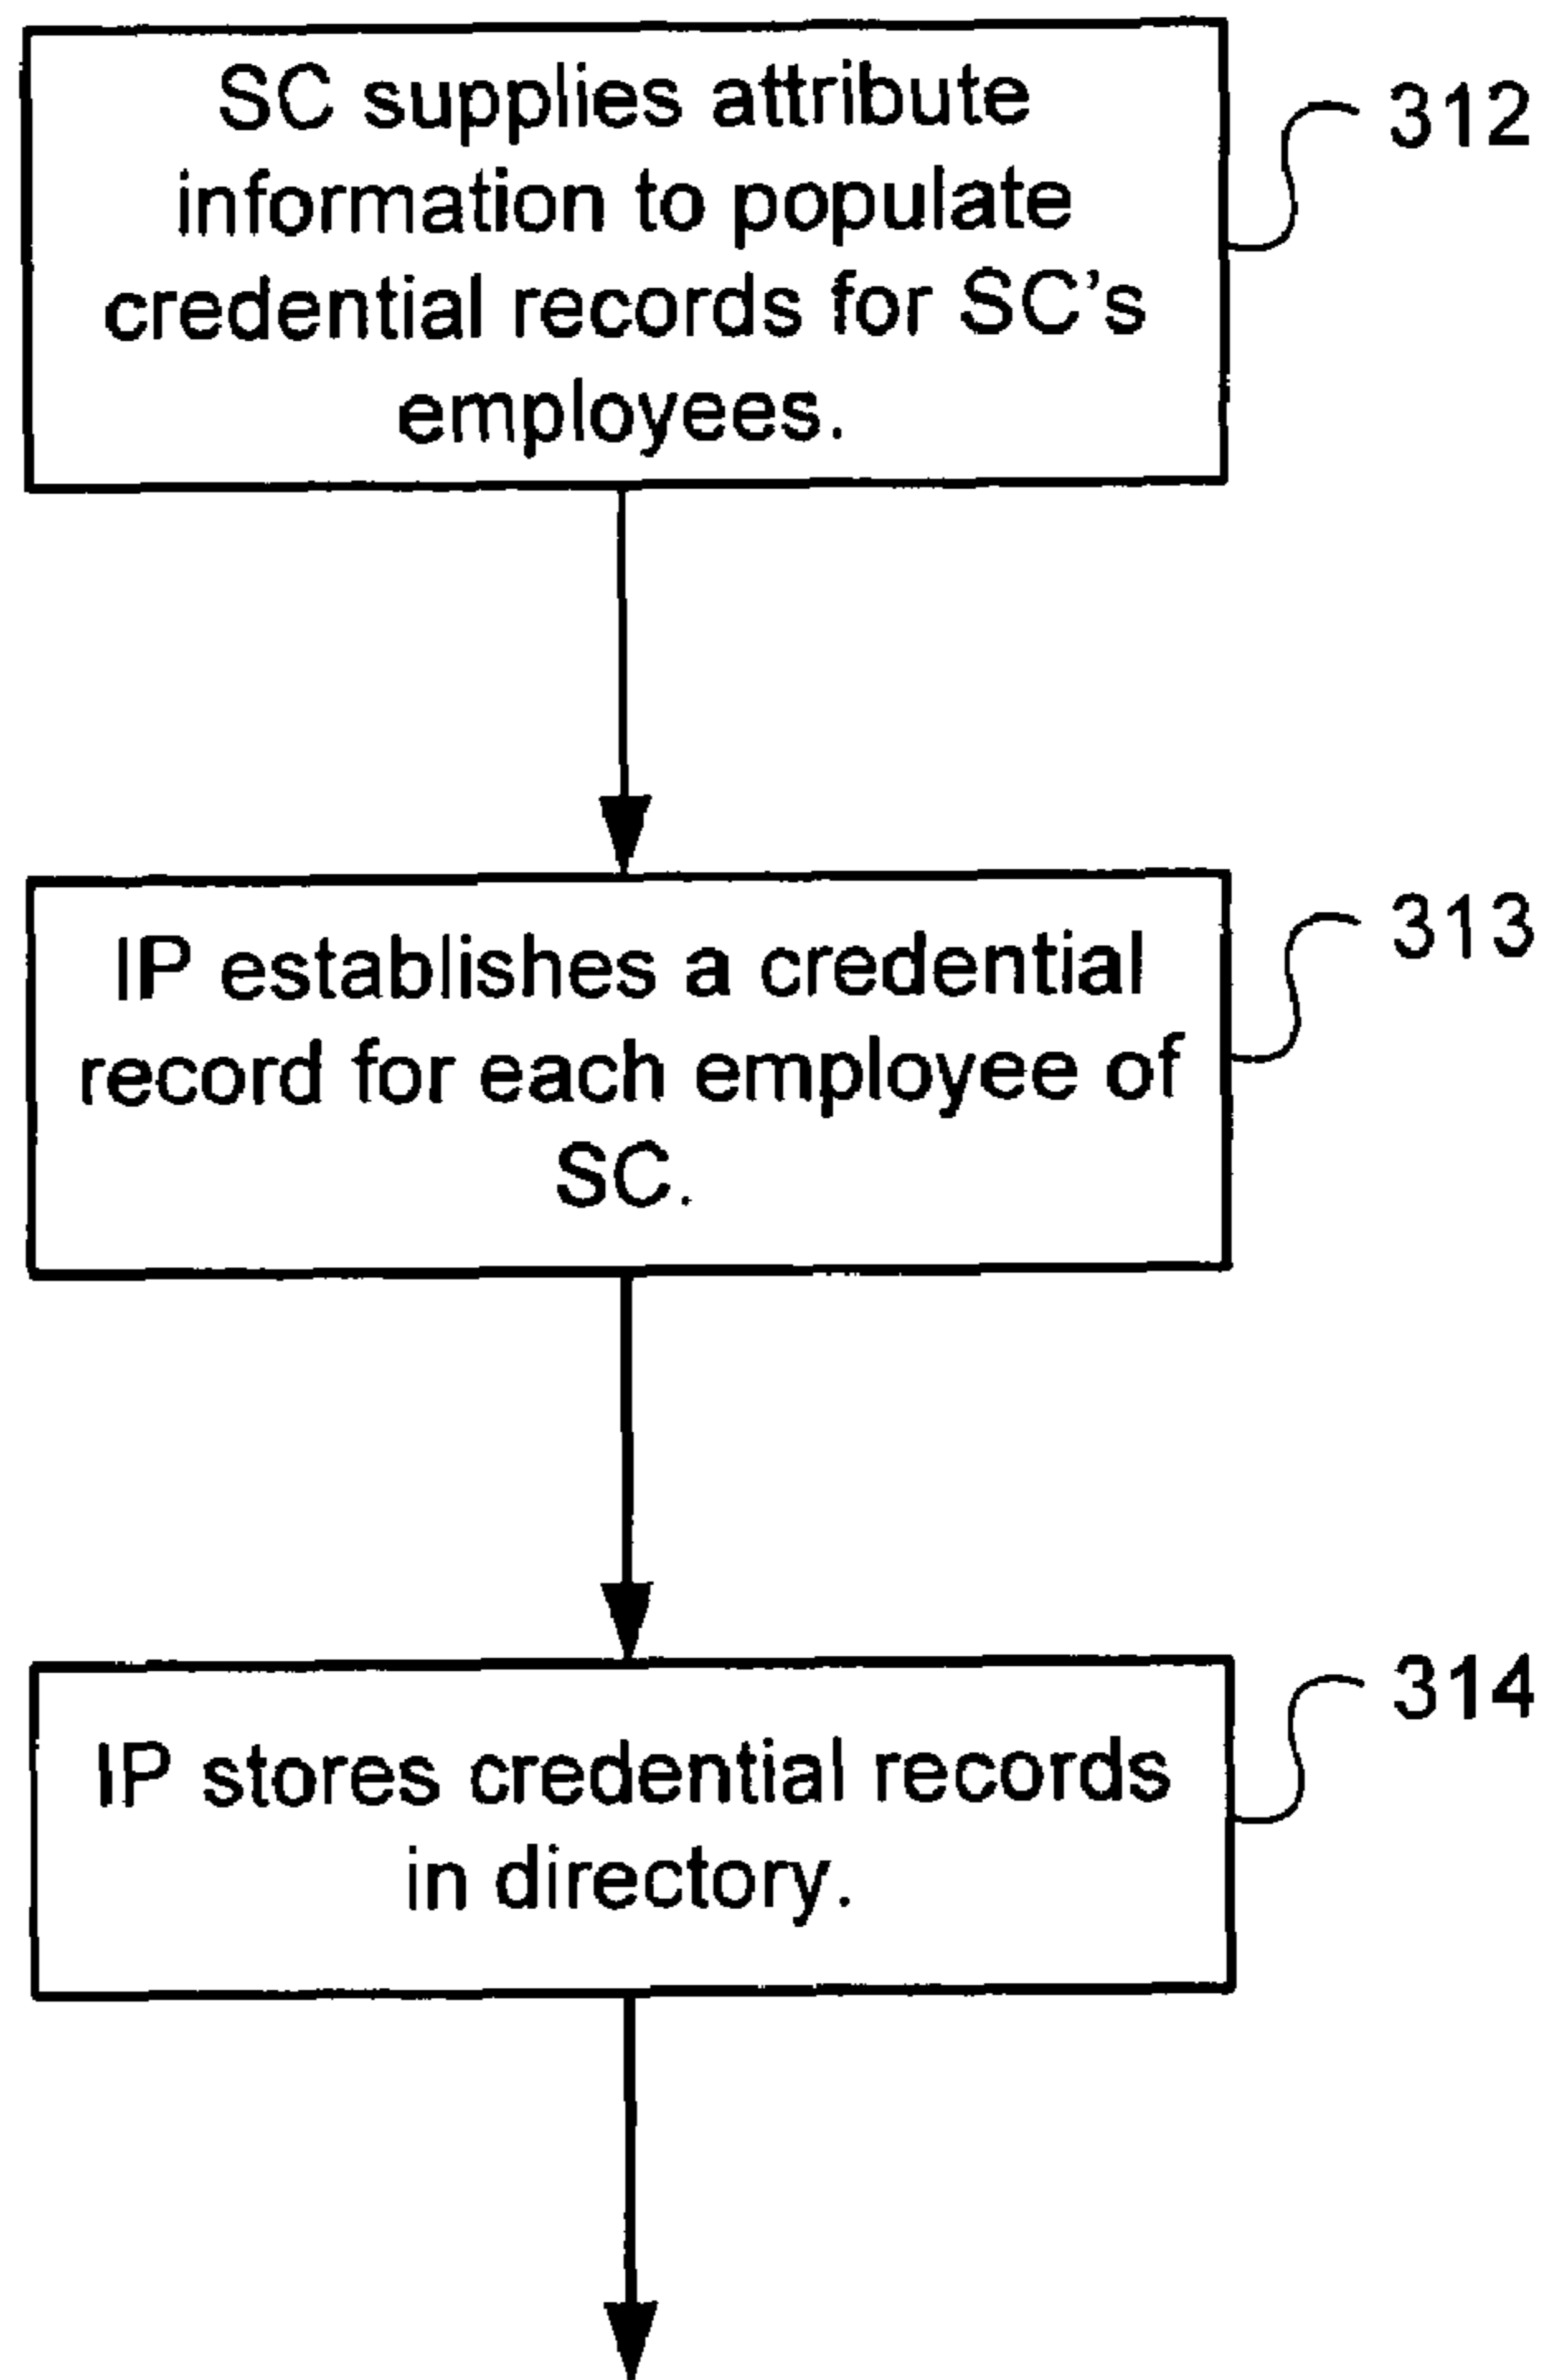 SC supplies attribute
information to populate
credential records for SC's
employees.
312
IP establishes a credential
record for each employee of
SC.
313
IP stores credential records
in directory.
314